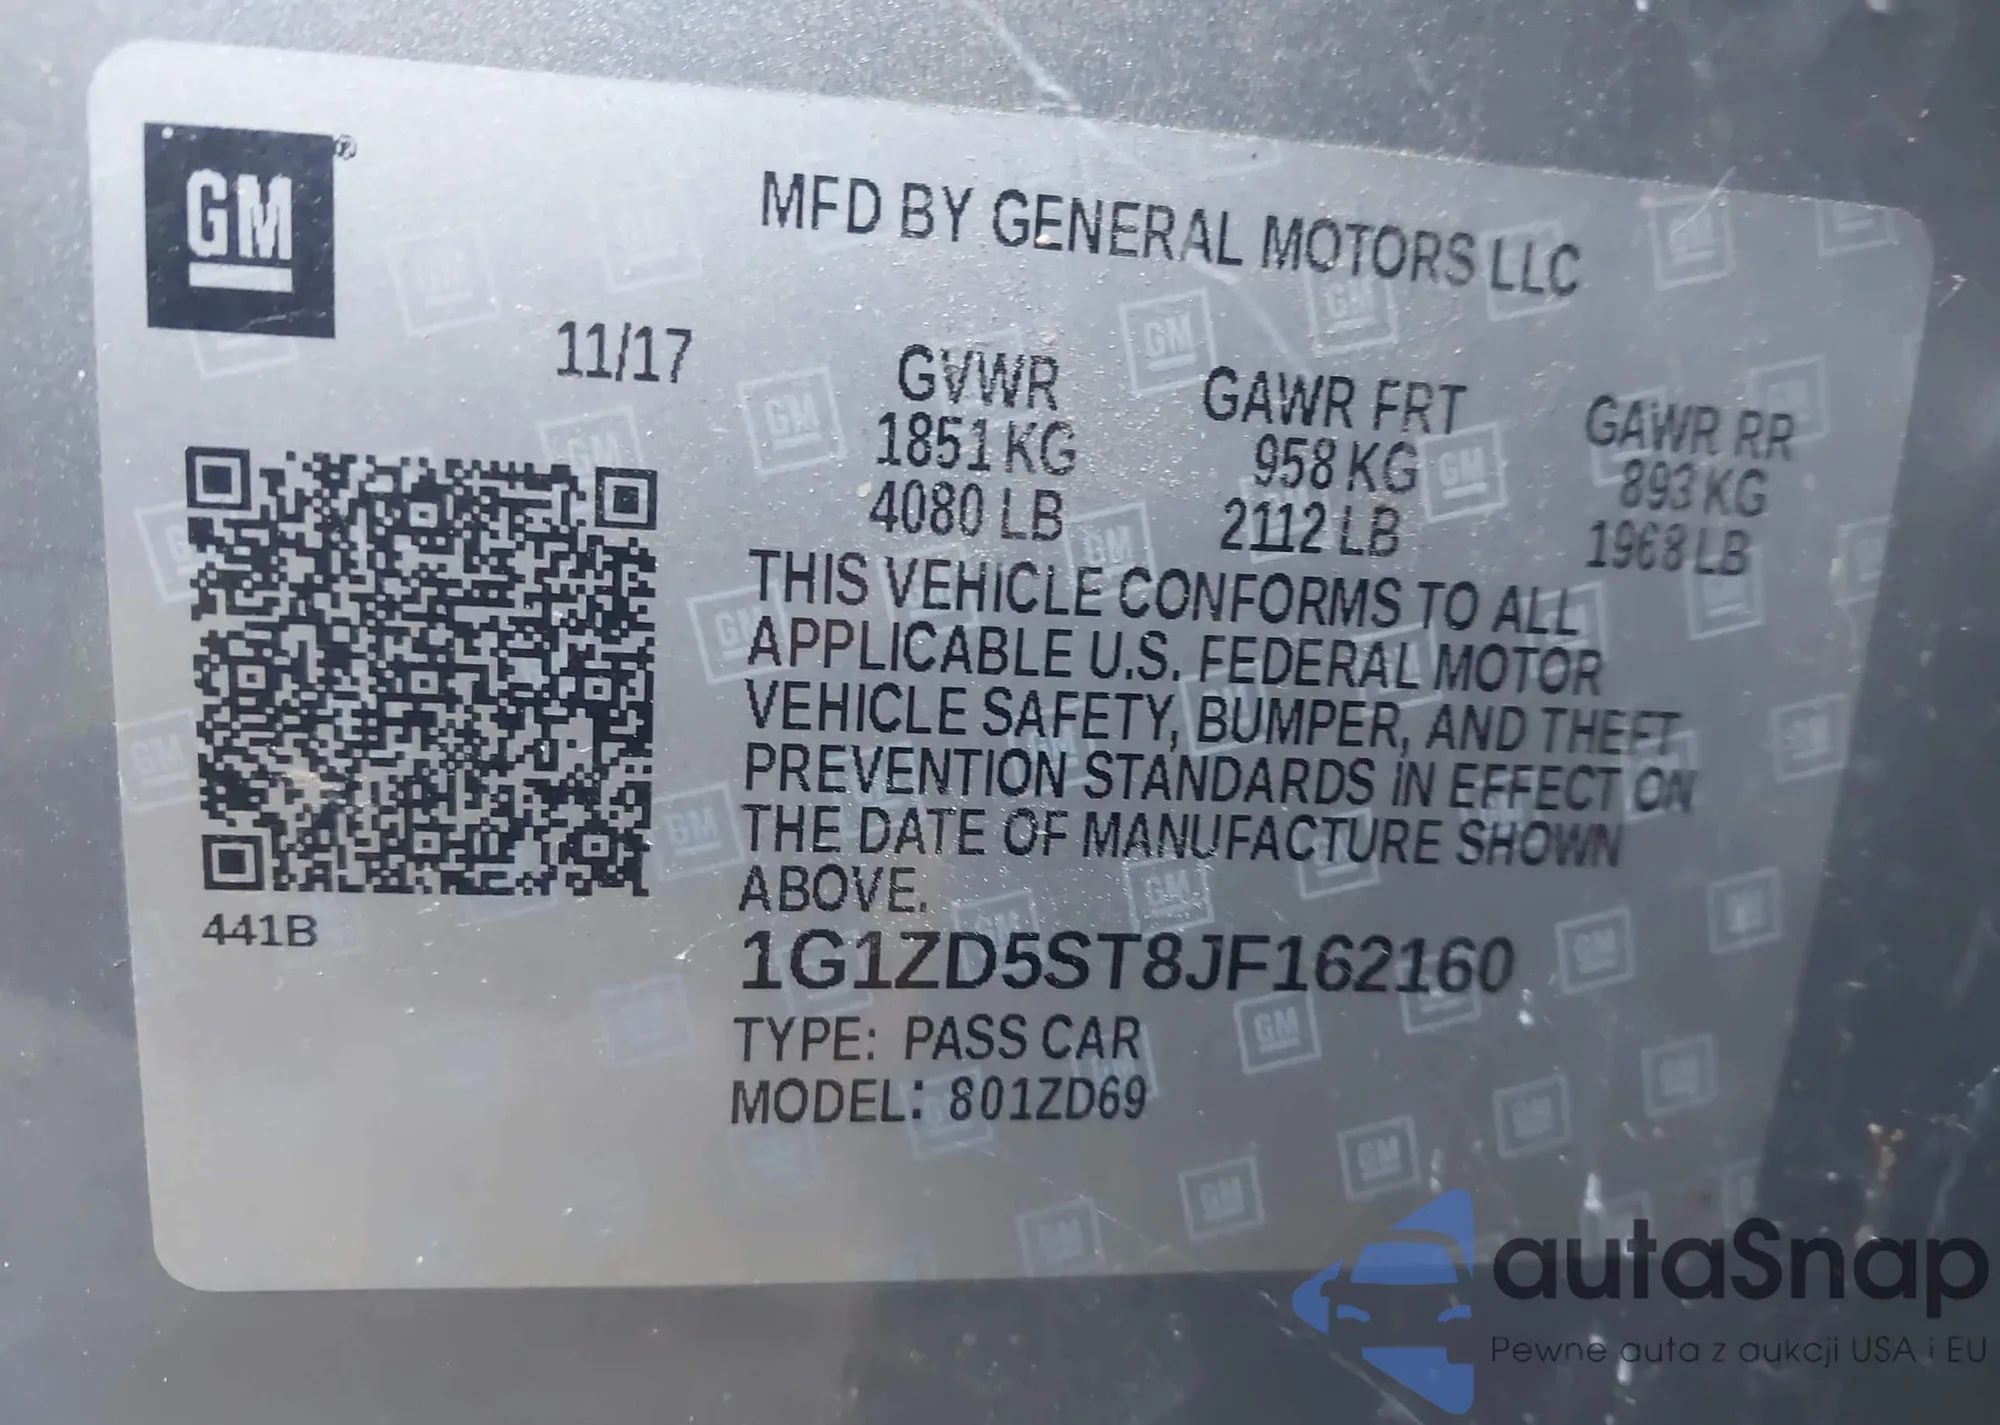 GM ®
MFD BY GENERAL MOTORS LLC
11/17
GVWR
1851 KG
4080 LB
GAWR FRT
958 KG
2112 LB
GAWR RR
893 KG
1968 LB
THIS VEHICLE CONFORMS TO ALL
APPLICABLE U.S. FEDERAL MOTOR
VEHICLE SAFETY, BUMPER, AND THEFT
PREVENTION STANDARDS IN EFFECT ON
THE DATE OF MANUFACTURE SHOWN
ABOVE.
441B
1G1ZD5ST8JF162160
TYPE: PASS CAR
MODEL: 801ZD69
autaSnap
Pewne auta z aukcji USA i EU